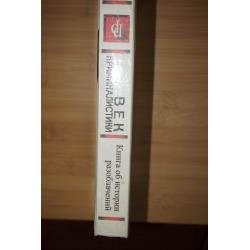 ВЕК
КРИМИНАЛИСТИКИ
Книга об истории
разоблачений